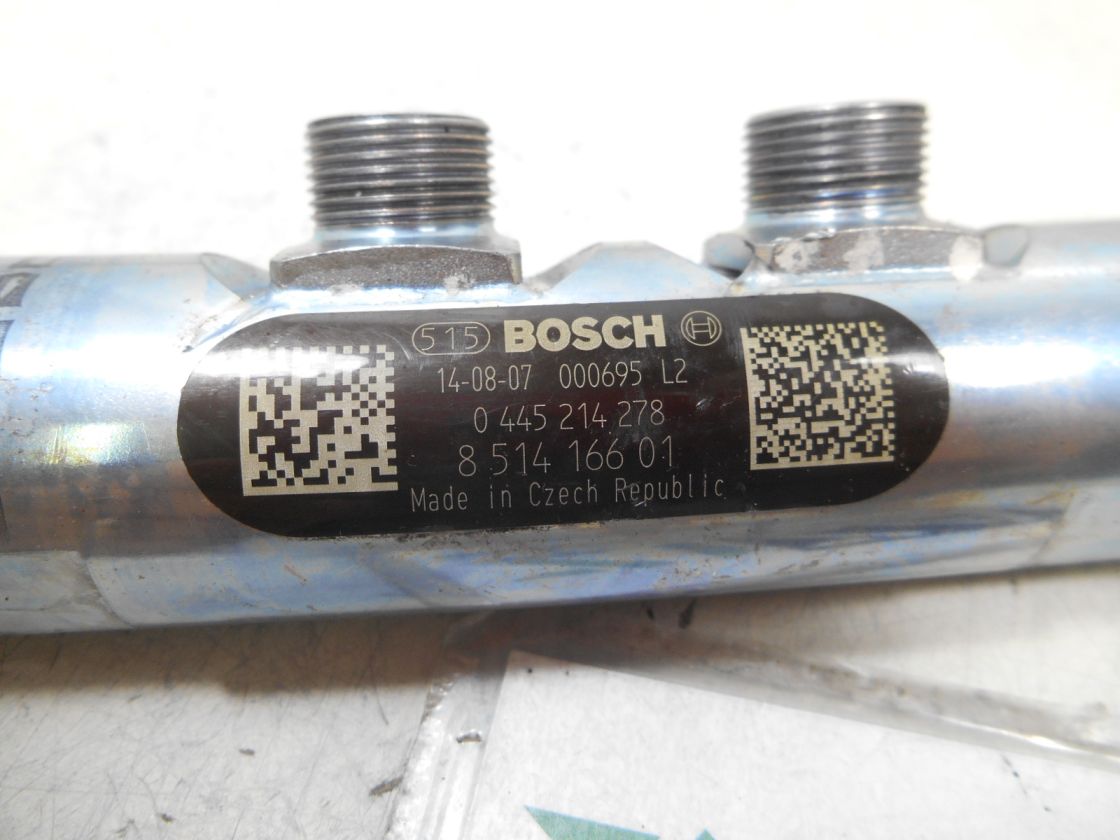 515 BOSCH
14-08-07 000695 L2
0 445 214 278
8 514 166 01
Made in Czech Republic